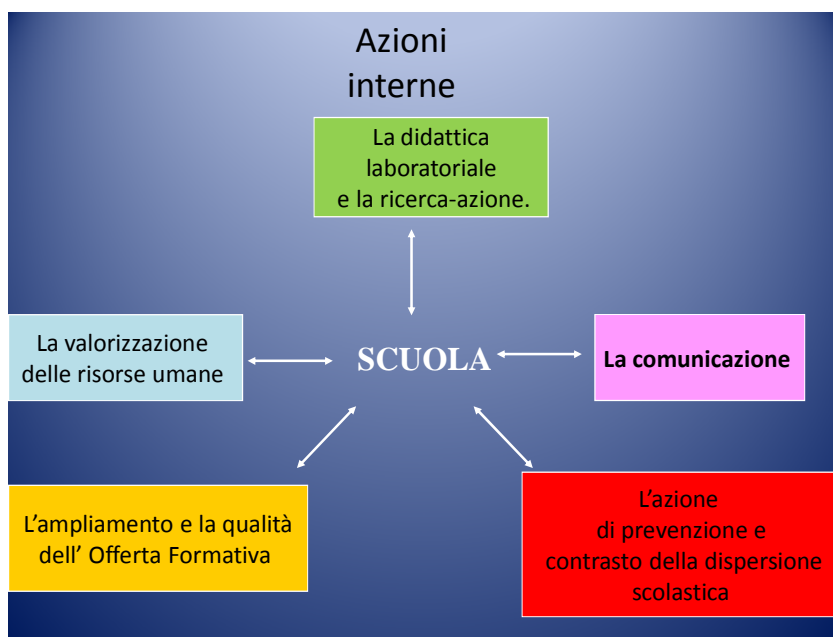 Azioni
interne
La didattica
laboratoriale
e la ricerca-azione.
La valorizzazione
delle risorse umane
SCUOLA
La comunicazione
L'ampliamento e la qualità
dell' Offerta Formativa
L'azione
di prevenzione e
contrasto della dispersione
scolastica